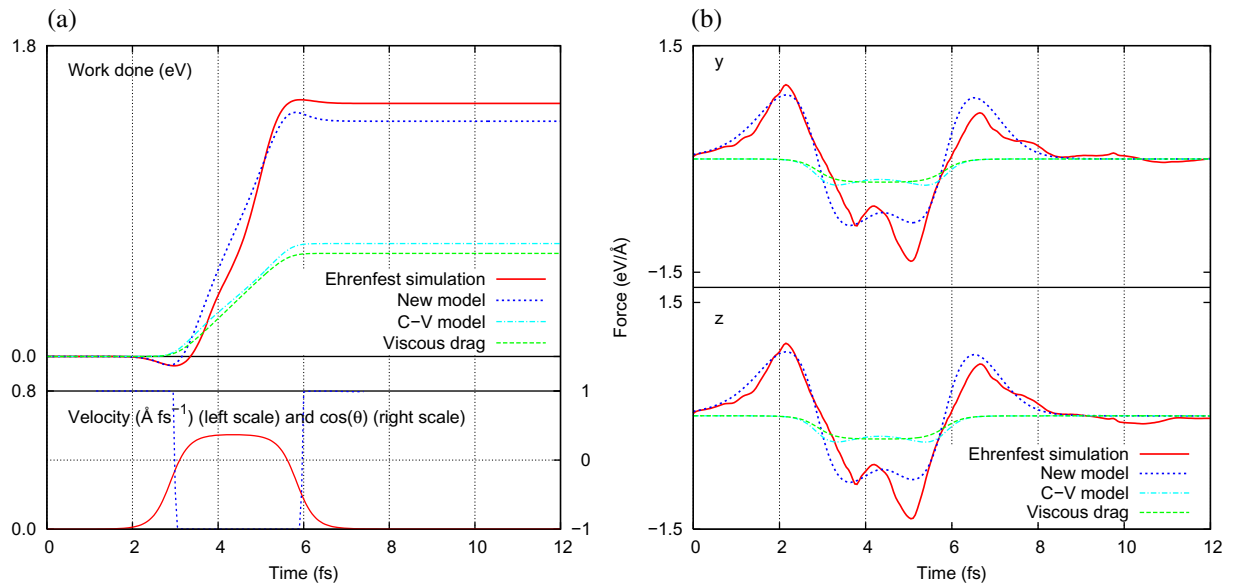 (a)
1.8
Work done (eV)
Ehrenfest simulation
New model
C−V model
Viscous drag
0.0
0.8
1
Velocity (Å fs⁻¹) (left scale) and cos(θ) (right scale)
0
0.0
−1
0 2 4 6 8 10 12
Time (fs)
(b)
1.5
y
−1.5
Force (eV/Å)
1.5
z
Ehrenfest simulation
New model
C−V model
Viscous drag
−1.5
0 2 4 6 8 10 12
Time (fs)